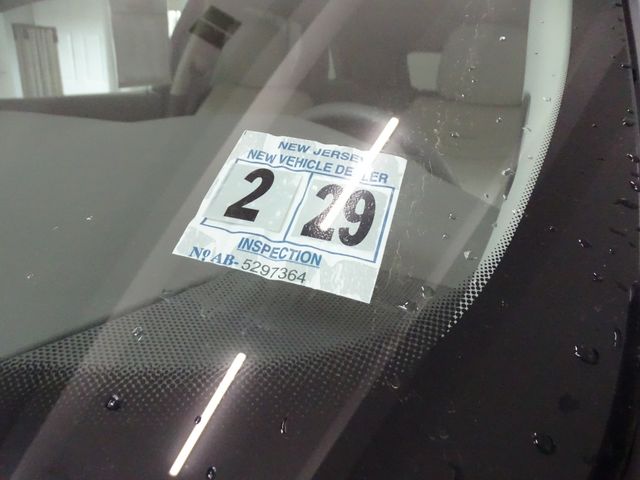 NEW JERSEY
NEW VEHICLE DEALER
2 29
INSPECTION
Nº AB- 5297364